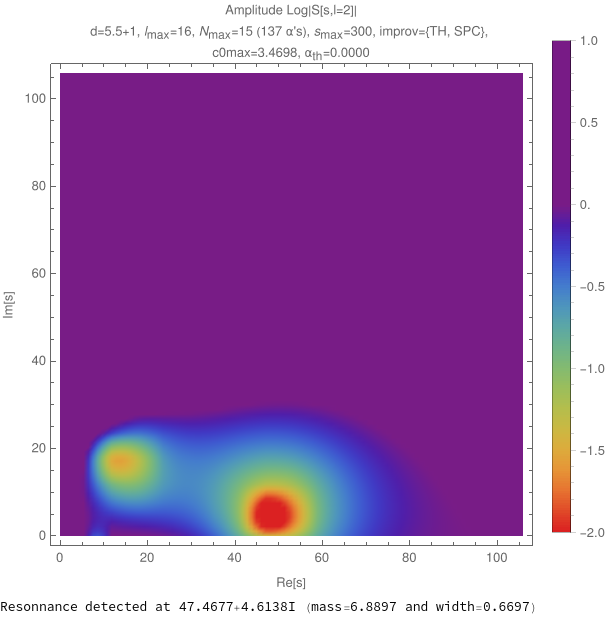 Amplitude Log|S[s,l=2]|
d=5.5+1, lmax=16, Nmax=15 (137 α's), smax=300, improv={TH, SPC},
c0max=3.4698, αth=0.0000
1.0
0.5
0.
-0.5
-1.0
-1.5
-2.0
100
80
60
40
20
0
Im[s]
0 20 40 60 80 100
Re[s]
Resonnance detected at 47.4677+4.6138I (mass=6.8897 and width=0.6697)